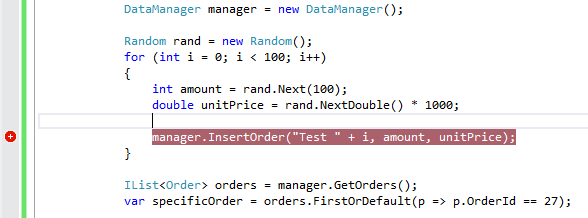 DataManager manager = new DataManager();
Random rand = new Random();
for (int i = 0; i < 100; i++)
{
int amount = rand.Next(100);
double unitPrice = rand.NextDouble() * 1000;
manager.InsertOrder("Test " + i, amount, unitPrice);
}
IList<Order> orders = manager.GetOrders();
var specificOrder = orders.FirstOrDefault(p => p.OrderId == 27);